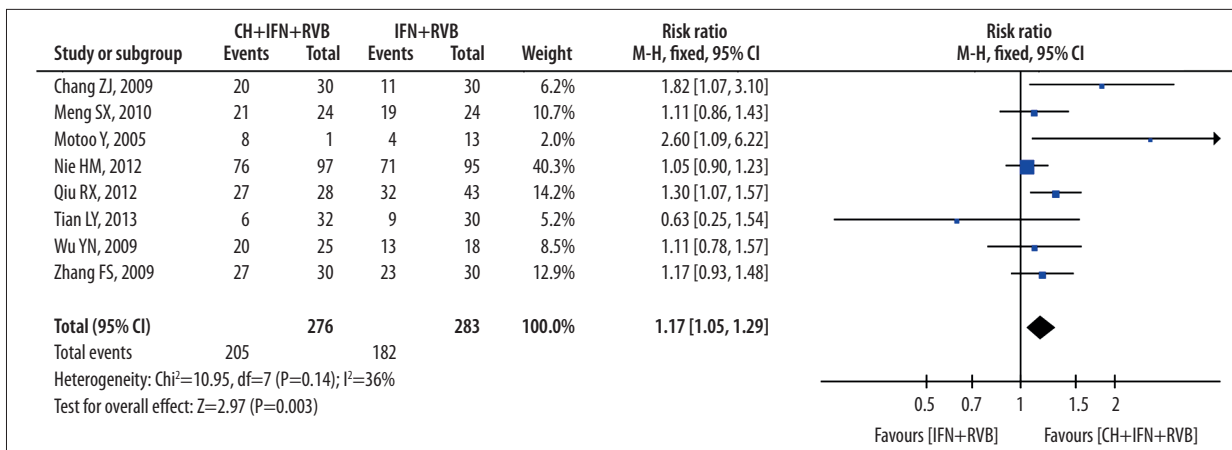 CH+IFN+RVB IFN+RVB Risk ratio Risk ratio
Study or subgroup Events Total Events Total Weight M-H, fixed, 95% CI M-H, fixed, 95% CI
Chang ZJ, 2009 20 30 11 30 6.2% 1.82 [1.07, 3.10]
Meng SX, 2010 21 24 19 24 10.7% 1.11 [0.86, 1.43]
Motoo Y, 2005 8 1 4 13 2.0% 2.60 [1.09, 6.22]
Nie HM, 2012 76 97 71 95 40.3% 1.05 [0.90, 1.23]
Qiu RX, 2012 27 28 32 43 14.2% 1.30 [1.07, 1.57]
Tian LY, 2013 6 32 9 30 5.2% 0.63 [0.25, 1.54]
Wu YN, 2009 20 25 13 18 8.5% 1.11 [0.78, 1.57]
Zhang FS, 2009 27 30 23 30 12.9% 1.17 [0.93, 1.48]
Total (95% CI) 276 283 100.0% 1.17 [1.05, 1.29]
Total events 205 182
Heterogeneity: Chi²=10.95, df=7 (P=0.14); I²=36%
Test for overall effect: Z=2.97 (P=0.003)
0.5 0.7 1 1.5 2
Favours [IFN+RVB] Favours [CH+IFN+RVB]